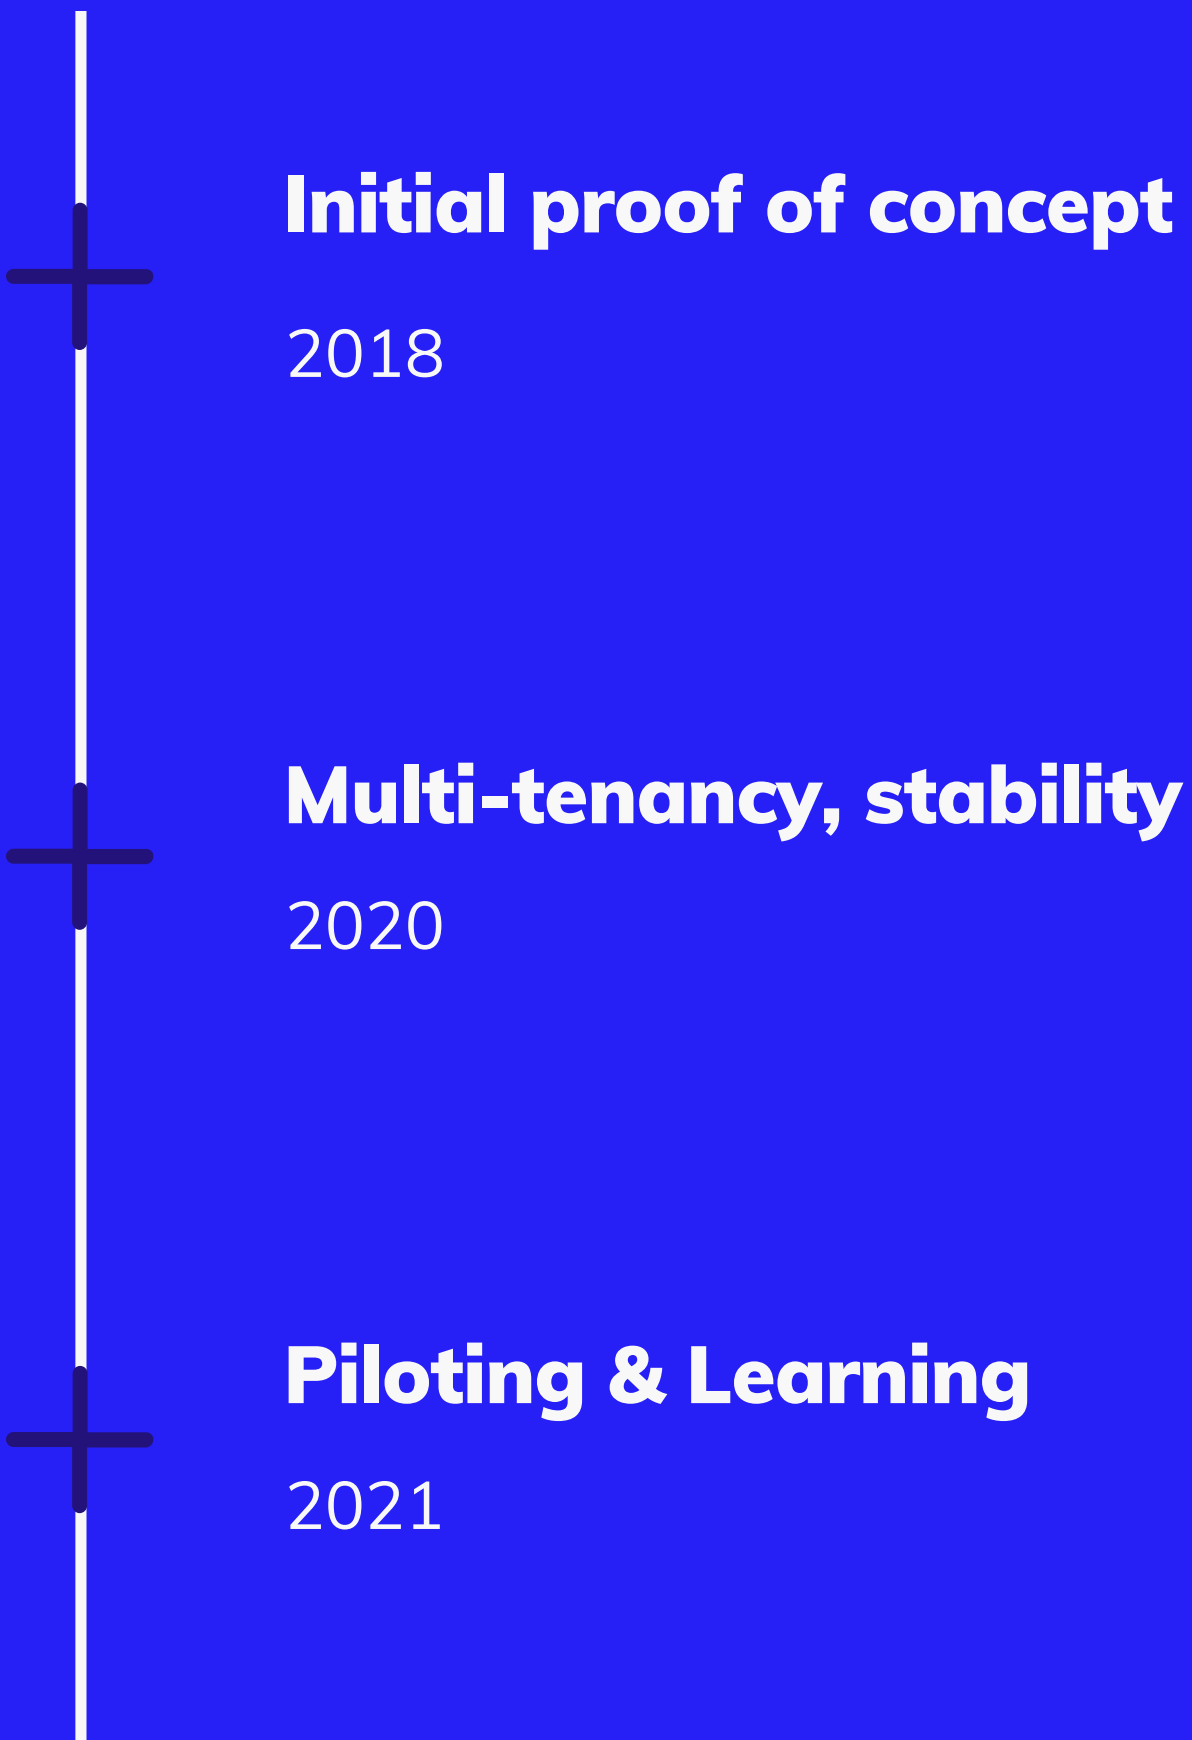 Initial proof of concept
2018
Multi-tenancy, stability
2020
Piloting & Learning
2021